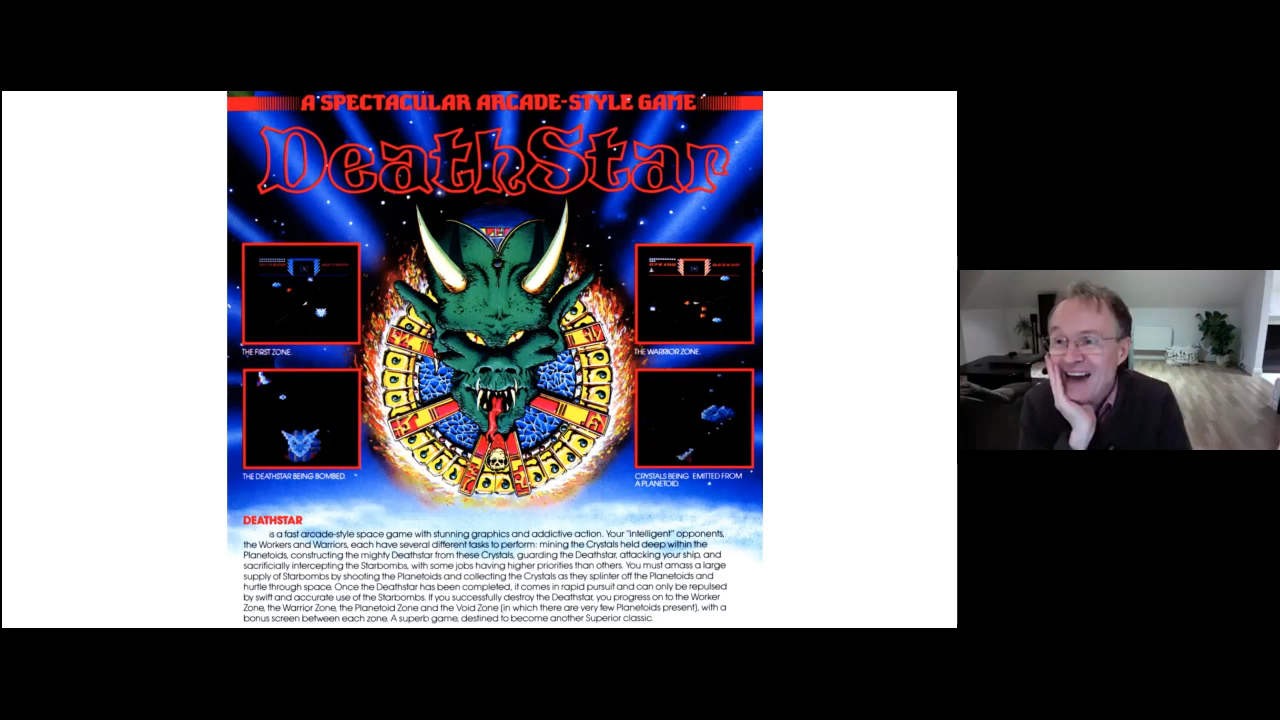 A SPECTACULAR ARCADE-STYLE GAME
DeathStar
THE FIRST ZONE.
THE WARRIOR ZONE.
THE DEATHSTAR BEING BOMBED.
CRYSTALS BEING EMITTED FROM
A PLANETOID.
DEATHSTAR
is a fast arcade-style space game with stunning graphics and addictive action. Your "intelligent" opponents,
the Workers and Warriors, each have several different tasks to perform: mining the Crystals held deep within the
Planetoids, constructing the mighty Deathstar from these Crystals, guarding the Deathstar, attacking your ship, and
sacrificially intercepting the Starbombs, with some jobs having higher priorities than others. You must amass a large
supply of Starbombs by shooting the Planetoids and collecting the Crystals as they splinter off the Planetoids and
hurtle through space. Once the Deathstar has been completed, it comes in rapid pursuit and can only be repulsed
by swift and accurate use of the Starbombs. If you successfully destroy the Deathstar, you progress on to the Worker
Zone, the Warrior Zone, the Planetoid Zone and the Void Zone (in which there are very few Planetoids present), with a
bonus screen between each zone. A superb game, destined to become another Superior classic.